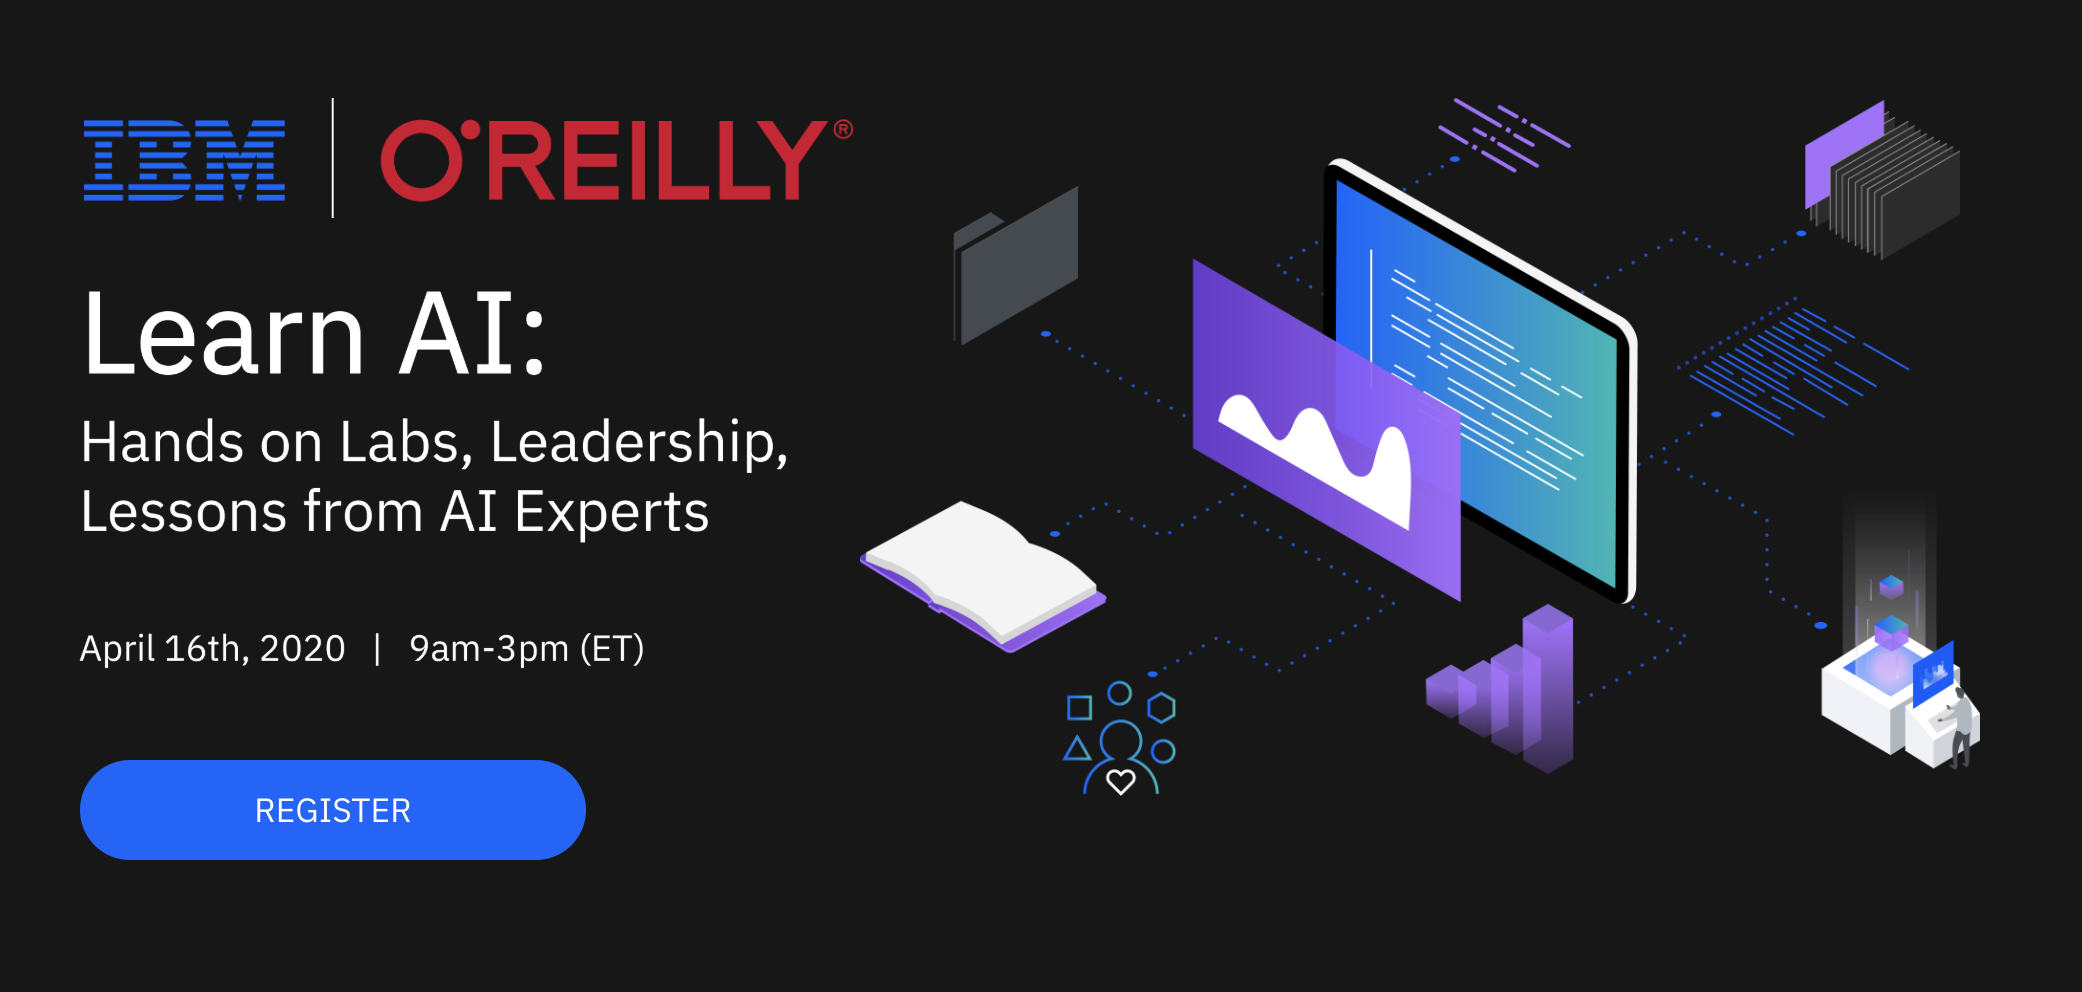 IBM | O'REILLY®
Learn AI:
Hands on Labs, Leadership,
Lessons from AI Experts
April 16th, 2020 | 9am-3pm (ET)
REGISTER